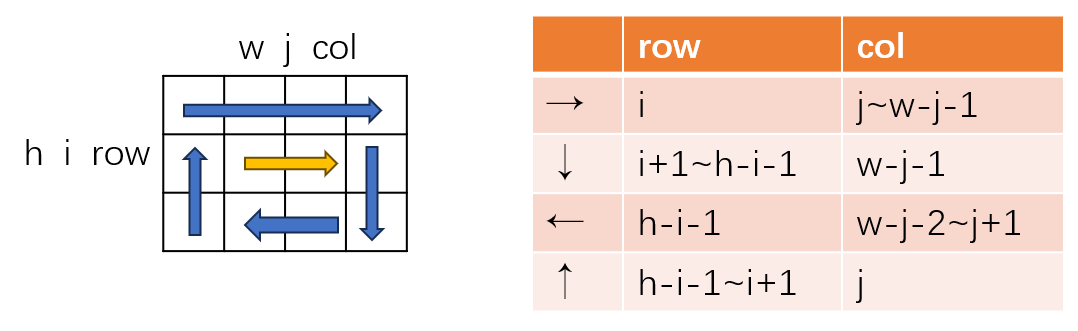 w j col
h i row
row col
→ i j~w-j-1
↓ i+1~h-i-1 w-j-1
← h-i-1 w-j-2~j+1
↑ h-i-1~i+1 j